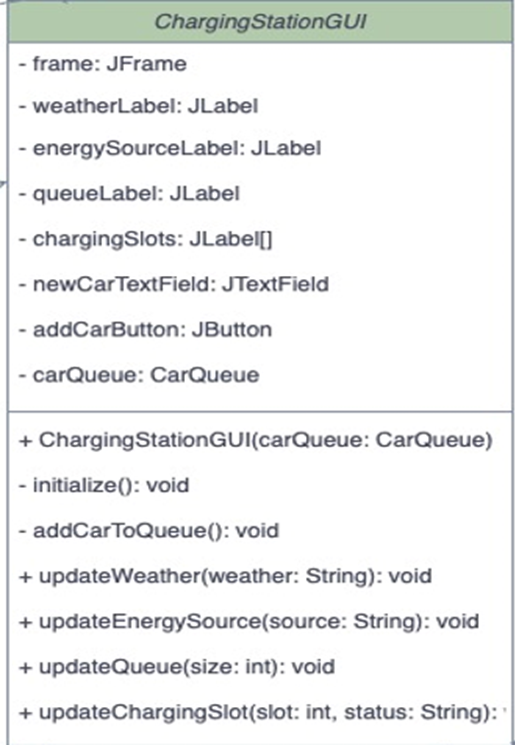 ChargingStationGUI
- frame: JFrame
- weatherLabel: JLabel
- energySourceLabel: JLabel
- queueLabel: JLabel
- chargingSlots: JLabel[]
- newCarTextField: JTextField
- addCarButton: JButton
- carQueue: CarQueue
+ ChargingStationGUI(carQueue: CarQueue)
- initialize(): void
- addCarToQueue(): void
+ updateWeather(weather: String): void
+ updateEnergySource(source: String): void
+ updateQueue(size: int): void
+ updateChargingSlot(slot: int, status: String):